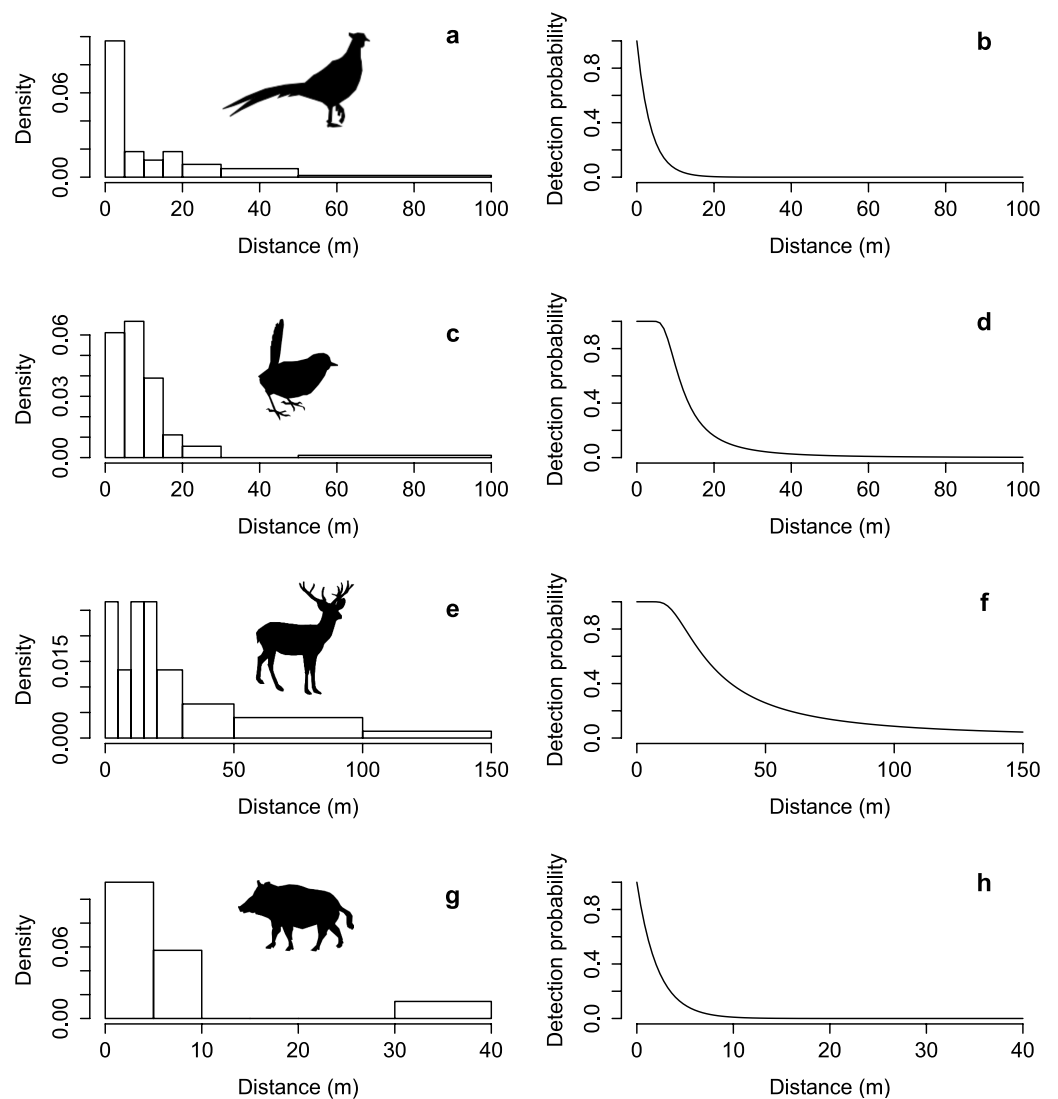 a
Density
0.00 0.06
0 20 40 60 80 100
Distance (m)
b
Detection probability
0.0 0.4 0.8
0 20 40 60 80 100
Distance (m)
c
Density
0.00 0.03 0.06
0 20 40 60 80 100
Distance (m)
d
Detection probability
0.0 0.4 0.8
0 20 40 60 80 100
Distance (m)
e
Density
0.000 0.015
0 50 100 150
Distance (m)
f
Detection probability
0.0 0.4 0.8
0 50 100 150
Distance (m)
g
Density
0.00 0.06
0 10 20 30 40
Distance (m)
h
Detection probability
0.0 0.4 0.8
0 10 20 30 40
Distance (m)